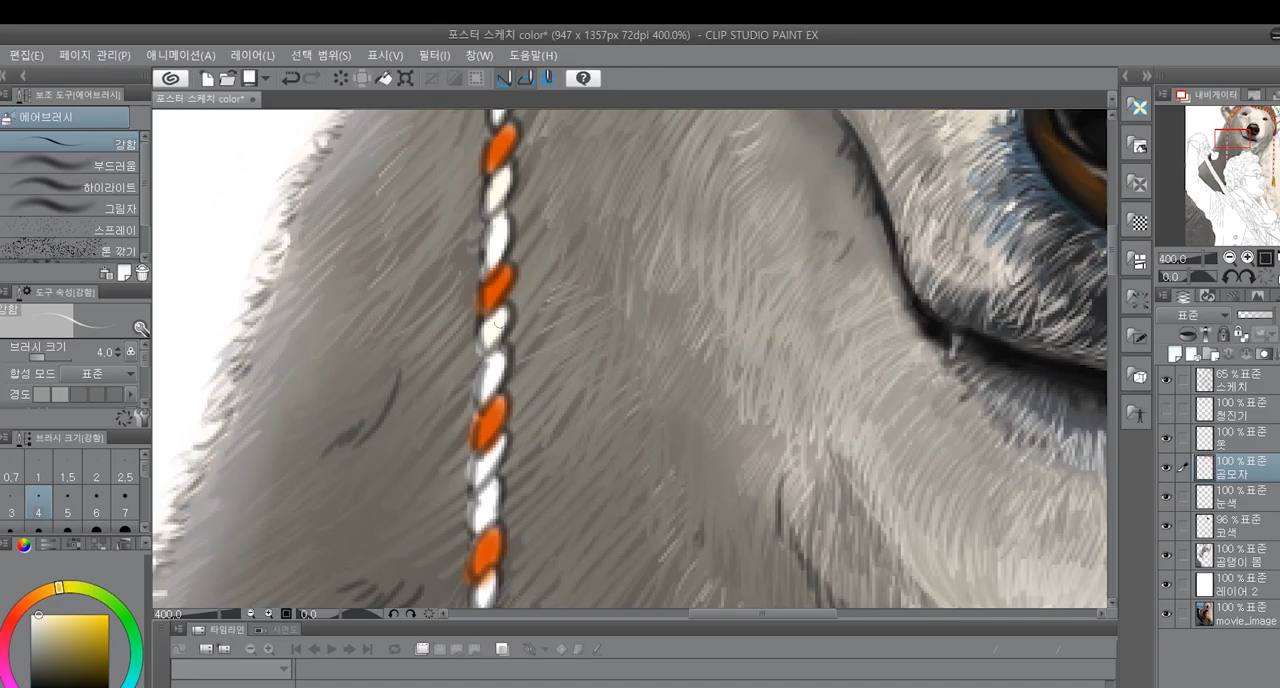 포스터 스케치 color* (947 x 1357px 72dpi 400.0%)  - CLIP STUDIO PAINT EX
편집(E) 페이지 관리(P) 애니메이션(A) 레이어(L) 선택 범위(S) 표시(V) 필터(I) 창(W) 도움말(H)
보조 도구[에어브러시]
포스터 스케치 color*
내비게이터
에어브러시
강함
부드러움
하이라이트
그림자
스프레이
톤 깎기
도구 속성[강함]
강함
브러시 크기 4.0
합성 모드 표준
경도
브러시 크기[강함]
0.7 1 1.5 2 2.5
3 4 5 6 7
400.0
0.0
표준
65 %표준
스케치
100 %표준
청진기
100 %표준
옷
100 %표준
곰모자
100 %표준
눈색
96 %표준
코색
100 %표준
곰탱이 몸
100 %표준
레이어 2
100 %표준
movie_image
400.0 0.0
타임라인